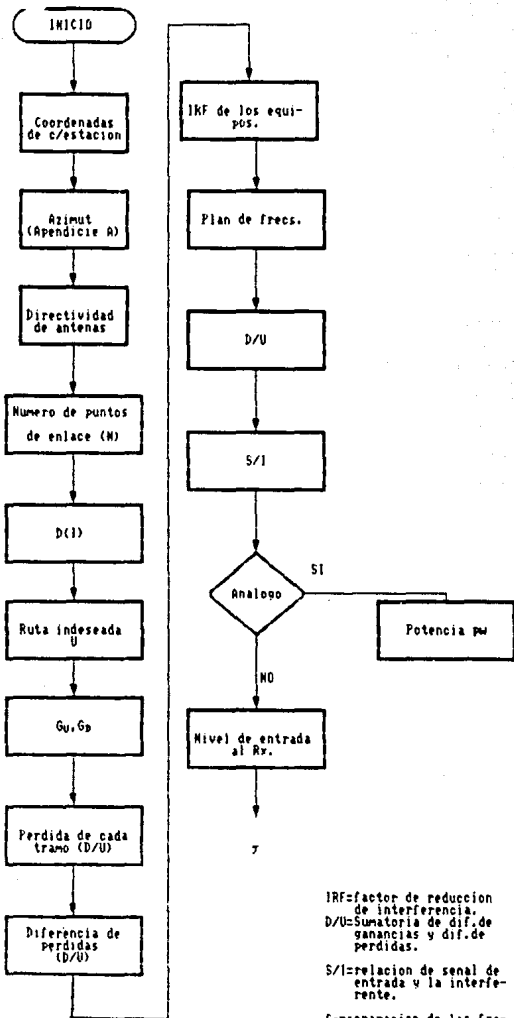 INICIO
Coordenadas
de c/estacion
Azimut
(Apendicie A)
Directividad
de antenas
Numero de puntos
de enlace (N)
D(I)
Ruta indeseada
U
GU,GD
Perdida de cada
tramo (D/U)
Diferencia de
perdidas
(D/U)
IRF de los equi-
pos.
Plan de frecs.
D/U
S/I
Analogo
SI
Potencia pW
NO
Nivel de entrada
al Rx.
IRF=factor de reduccion
de interferencia.
D/U=Sumatoria de dif.de
ganancias y dif.de
perdidas.
S/I=relacion de senal de
entrada y la interfe-
rente.